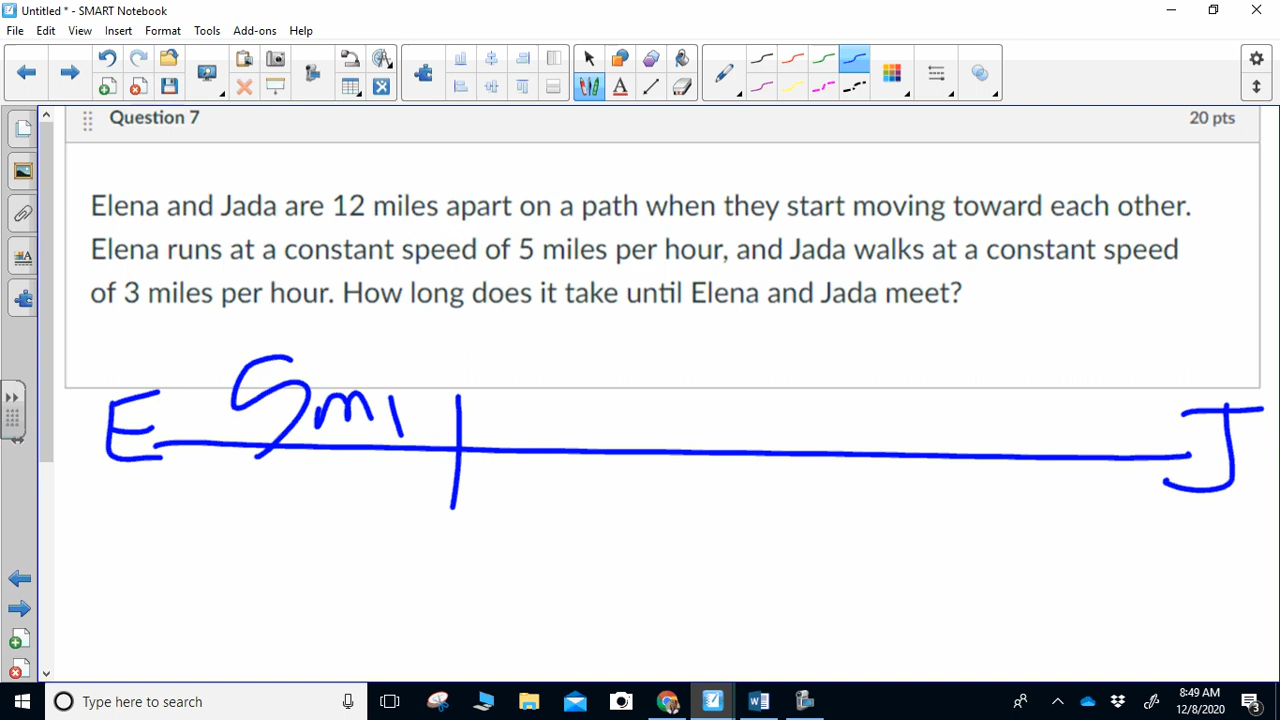 Untitled * - SMART Notebook
File Edit View Insert Format Tools Add-ons Help
Question 7 20 pts
Elena and Jada are 12 miles apart on a path when they start moving toward each other.
Elena runs at a constant speed of 5 miles per hour, and Jada walks at a constant speed
of 3 miles per hour. How long does it take until Elena and Jada meet?
E 5mi J
Type here to search
8:49 AM
12/8/2020
3